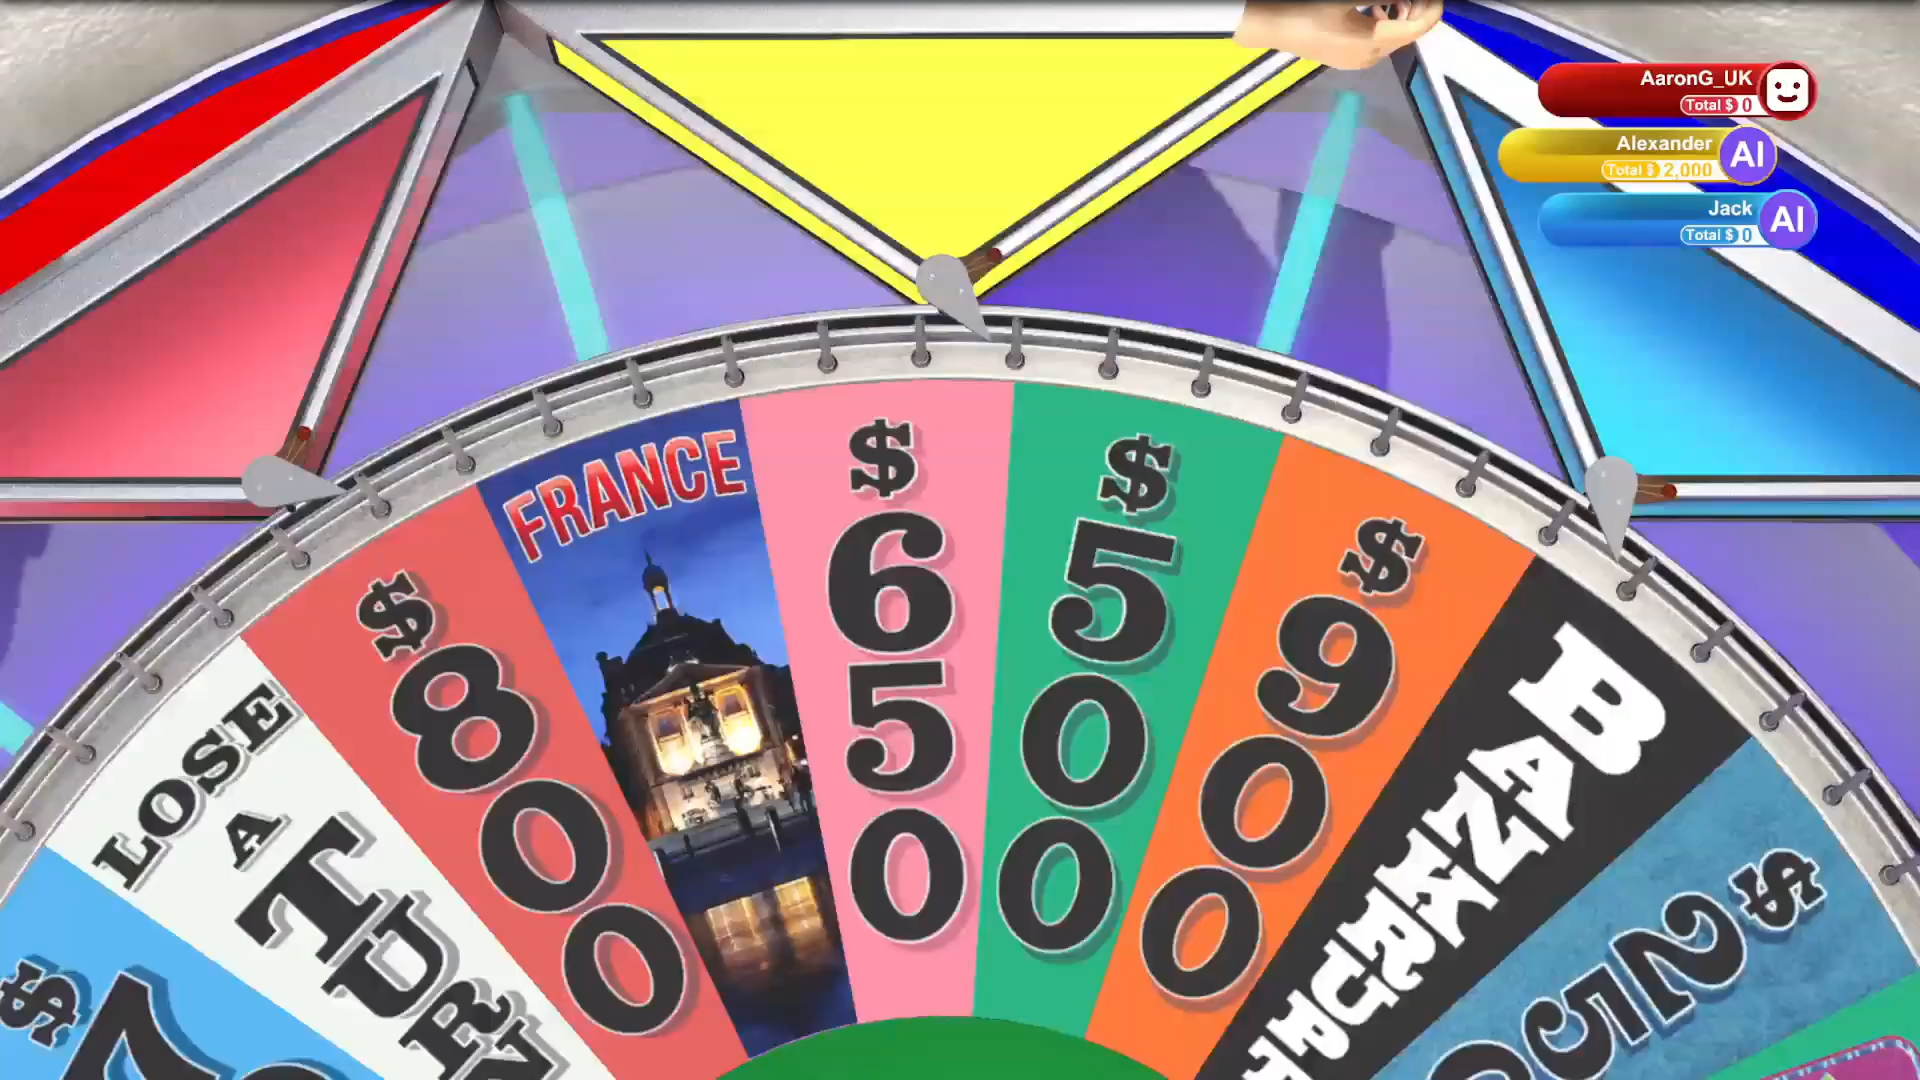 AaronG_UK
Total $ 0
Alexander
AI
Total $ 2,000
Jack
AI
Total $ 0
$
LOSE
A
TURN
$800
FRANCE
$650
$500
$900
BANKRUPT
$25